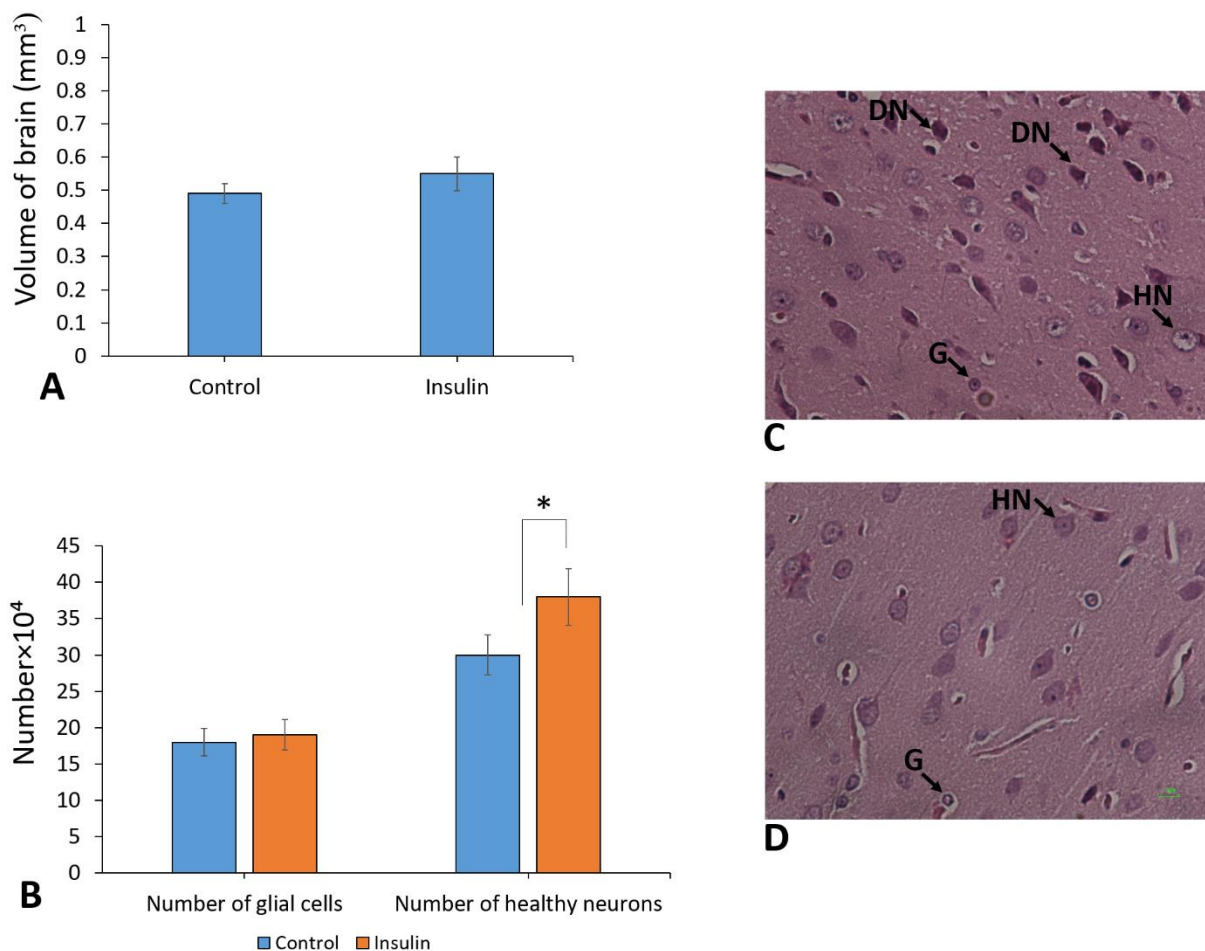 Volume of brain (mm³)
1
0.9
0.8
0.7
0.6
0.5
0.4
0.3
0.2
0.1
0
Control
Insulin
A
Number×10⁴
45
40
35
30
25
20
15
10
5
0
*
Number of glial cells
Number of healthy neurons
B
Control
Insulin
DN
DN
HN
G
C
HN
G
D